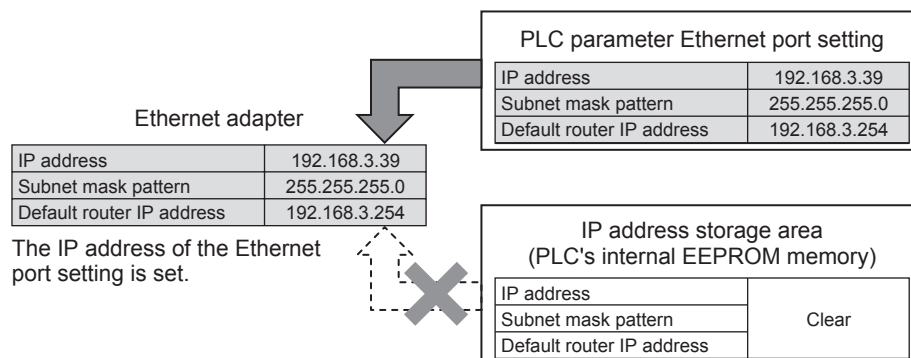 PLC parameter Ethernet port setting
IP address 192.168.3.39
Subnet mask pattern 255.255.255.0
Default router IP address 192.168.3.254
Ethernet adapter
IP address 192.168.3.39
Subnet mask pattern 255.255.255.0
Default router IP address 192.168.3.254
The IP address of the Ethernet
port setting is set.
IP address storage area
(PLC's internal EEPROM memory)
IP address
Subnet mask pattern Clear
Default router IP address